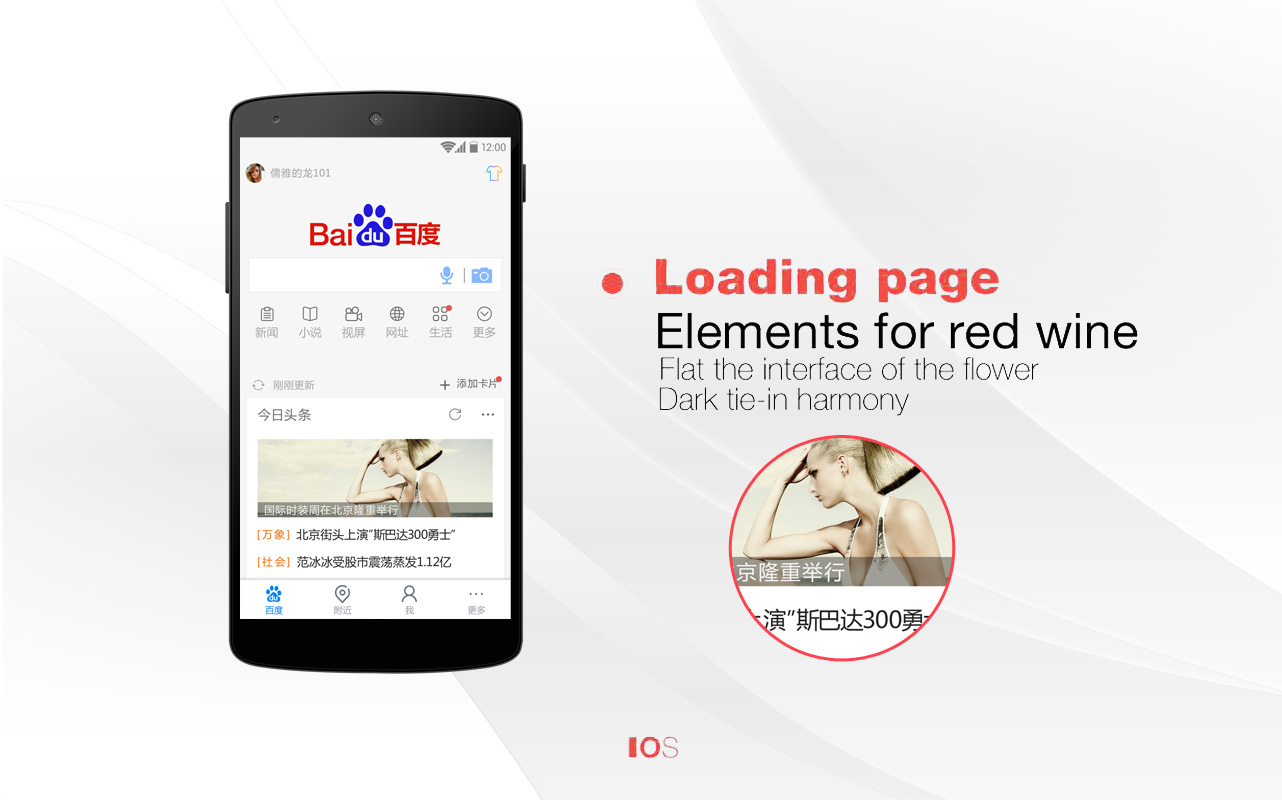 12:00
儒雅的龙101
Bai du 百度
新闻 小说 视屏 网址 生活 更多
刚刚更新 + 添加卡片
今日头条
国际时装周在北京隆重举行
[万象] 北京街头上演“斯巴达300勇士”
[社会] 范冰冰受股市震荡蒸发1.12亿
du
百度 附近 我 更多
Loading page
Elements for red wine
Flat the interface of the flower
Dark tie-in harmony
京隆重举行
上演”斯巴达300勇士
IOS